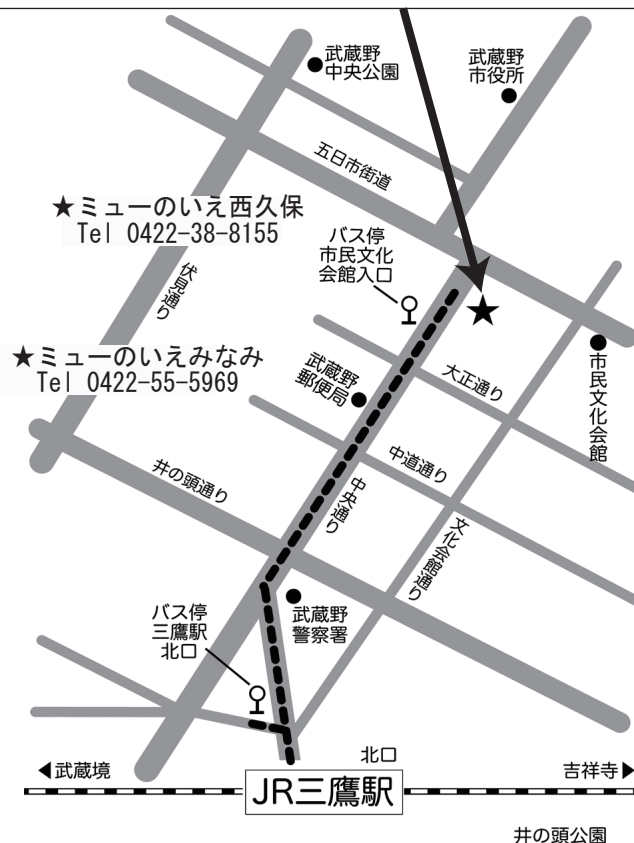 武蔵野
中央公園
武蔵野
市役所
五日市街道
★ミューのいえ西久保
Tel 0422-38-8155
バス停
市民文化
会館入口
伏見通り
★
★ミューのいえみなみ
Tel 0422-55-5969
武蔵野
郵便局
大正通り
市民文化会館
中道通り
井の頭通り
中央通り
文化会館通り
バス停
三鷹駅
北口
武蔵野
警察署
北口
◀武蔵境
吉祥寺▶
JR三鷹駅
井の頭公園